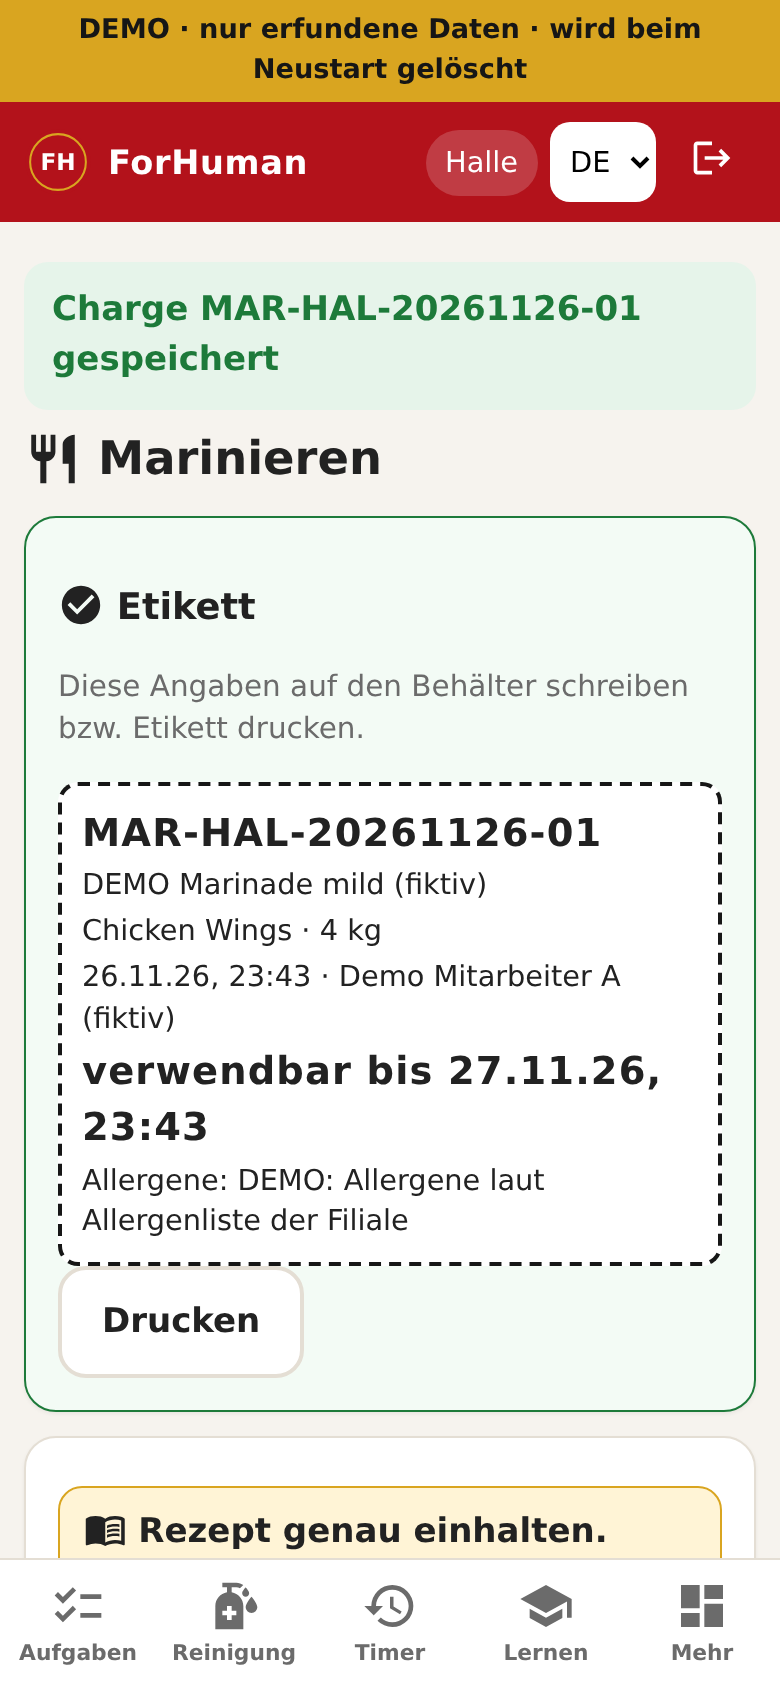 DEMO · nur erfundene Daten · wird beim
Neustart gelöscht
FH ForHuman Halle DE
Charge MAR-HAL-20261126-01
gespeichert
Marinieren
Etikett
Diese Angaben auf den Behälter schreiben
bzw. Etikett drucken.
MAR-HAL-20261126-01
DEMO Marinade mild (fiktiv)
Chicken Wings · 4 kg
26.11.26, 23:43 · Demo Mitarbeiter A
(fiktiv)
verwendbar bis 27.11.26,
23:43
Allergene: DEMO: Allergene laut
Allergenliste der Filiale
Drucken
Rezept genau einhalten.
Aufgaben Reinigung Timer Lernen Mehr